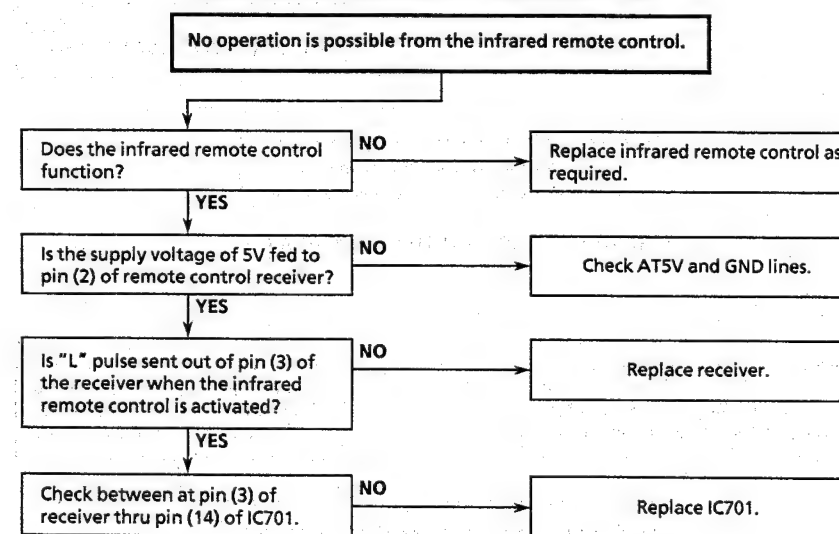 No operation is possible from the infrared remote control.
Does the infrared remote control
function?
NO
Replace infrared remote control as
required.
YES
Is the supply voltage of 5V fed to
pin (2) of remote control receiver?
NO
Check AT5V and GND lines.
YES
Is "L" pulse sent out of pin (3) of
the receiver when the infrared
remote control is activated?
NO
Replace receiver.
YES
Check between at pin (3) of
receiver thru pin (14) of IC701.
NO
Replace IC701.